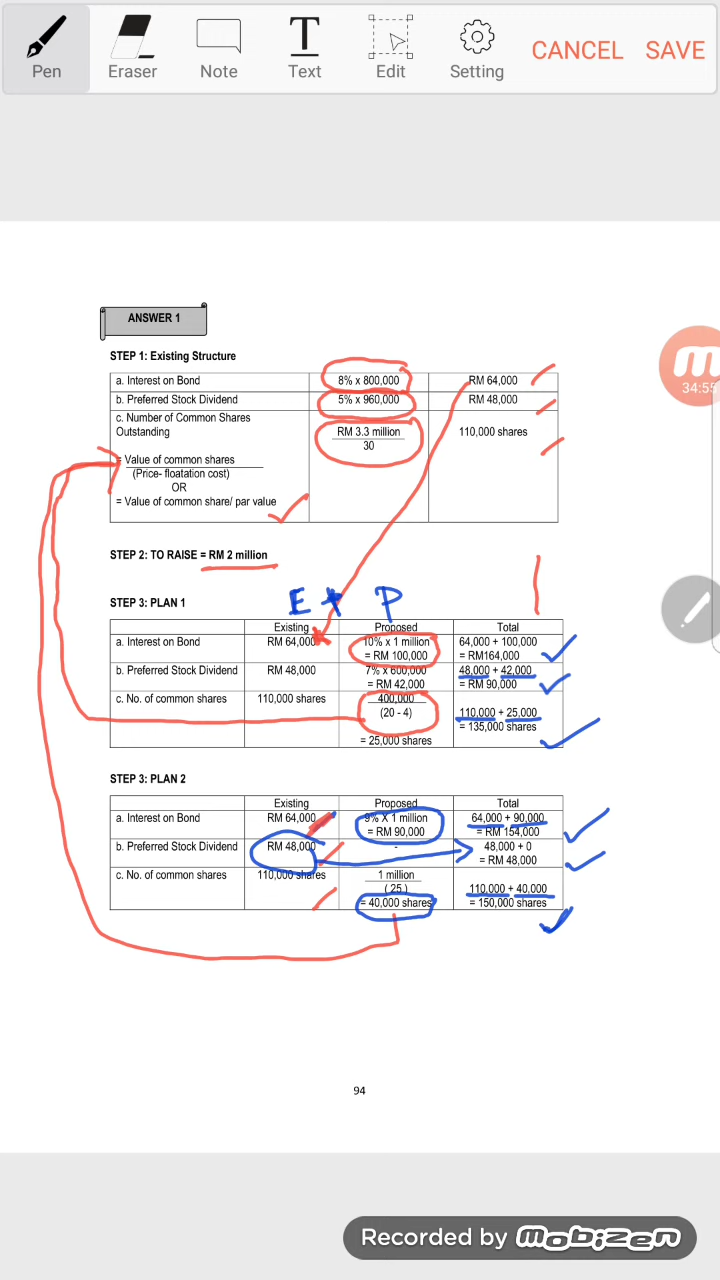 Pen
Eraser
Note
Text
Edit
Setting
CANCEL
SAVE
34:55
ANSWER 1
STEP 1: Existing Structure
a. Interest on Bond 8% x 800,000 RM 64,000
b. Preferred Stock Dividend 5% x 960,000 RM 48,000
c. Number of Common Shares
Outstanding RM 3.3 million 110,000 shares
30
= Value of common shares
(Price- floatation cost)
OR
= Value of common share/ par value
STEP 2: TO RAISE = RM 2 million
E + P
STEP 3: PLAN 1
Existing Proposed Total
a. Interest on Bond RM 64,000 10% x 1 million 64,000 + 100,000
= RM 100,000 = RM164,000
b. Preferred Stock Dividend RM 48,000 7% x 600,000 48,000 + 42,000
= RM 42,000 = RM 90,000
c. No. of common shares 110,000 shares 400,000
(20 - 4) 110,000 + 25,000
= 135,000 shares
= 25,000 shares
STEP 3: PLAN 2
Existing Proposed Total
a. Interest on Bond RM 64,000 9% X 1 million 64,000 + 90,000
= RM 90,000 = RM 154,000
b. Preferred Stock Dividend RM 48,000 - 48,000 + 0
= RM 48,000
c. No. of common shares 110,000 shares 1 million
( 25 ) 110,000 + 40,000
= 40,000 shares = 150,000 shares
94
Recorded by mobizen